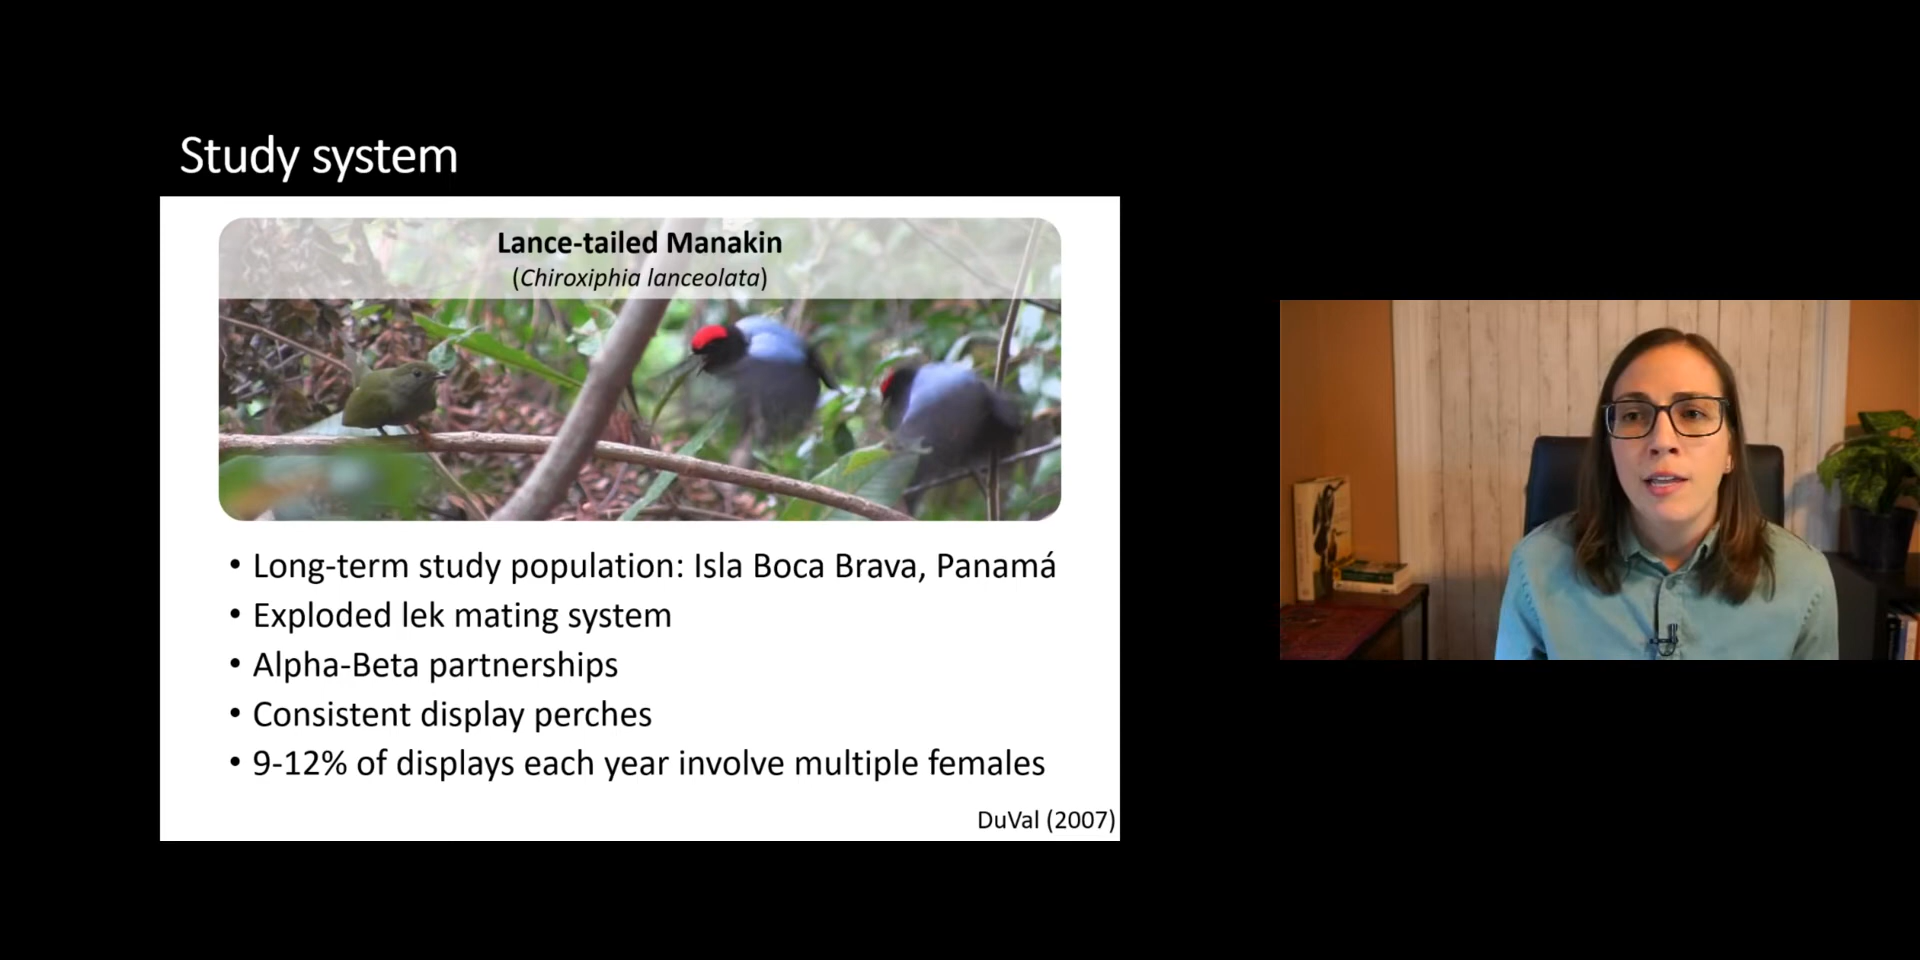 Study system
Lance-tailed Manakin
(Chiroxiphia lanceolata)
• Long-term study population: Isla Boca Brava, Panamá
• Exploded lek mating system
• Alpha-Beta partnerships
• Consistent display perches
• 9-12% of displays each year involve multiple females
DuVal (2007)